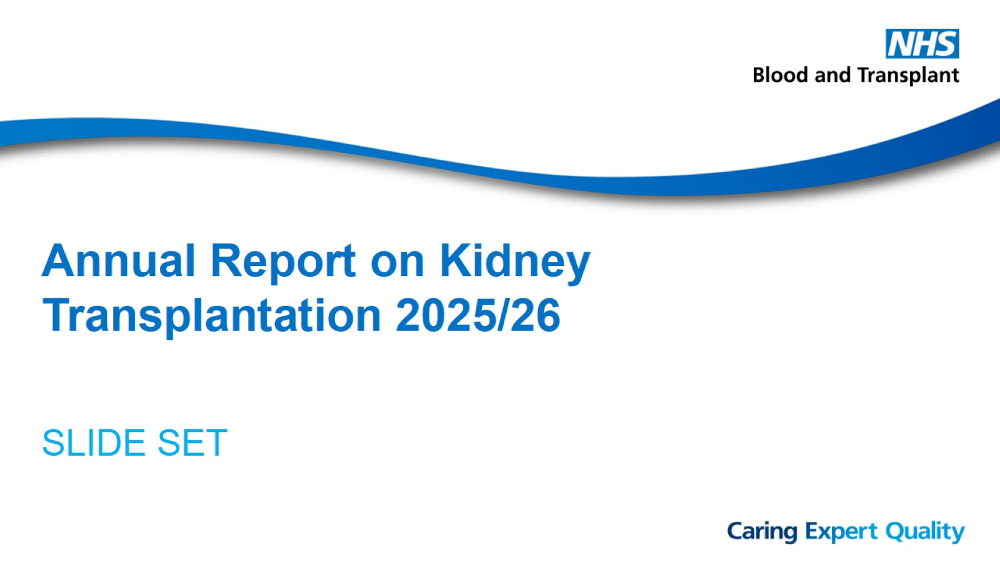 NHS
Blood and Transplant
Annual Report on Kidney
Transplantation 2025/26
SLIDE SET
Caring Expert Quality